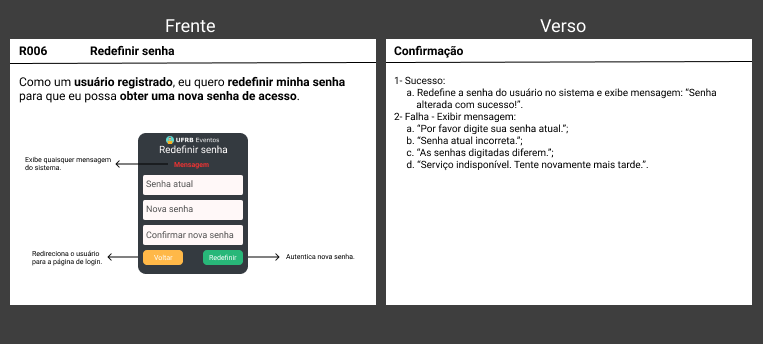 Frente
R006 Redefinir senha
Como um usuário registrado, eu quero redefinir minha senha
para que eu possa obter uma nova senha de acesso.
UFRB Eventos
Redefinir senha
Exibe quaisquer mensagem
do sistema.
Mensagem
Senha atual
Nova senha
Confirmar nova senha
Redireciona o usuário
para a página de login.
Voltar
Redefinir
Autentica nova senha.
Verso
Confirmação
1- Sucesso:
a. Redefine a senha do usuário no sistema e exibe mensagem: “Senha
alterada com sucesso!”.
2- Falha - Exibir mensagem:
a. “Por favor digite sua senha atual.”;
b. “Senha atual incorreta.”;
c. “As senhas digitadas diferem.”;
d. “Serviço indisponível. Tente novamente mais tarde.”.